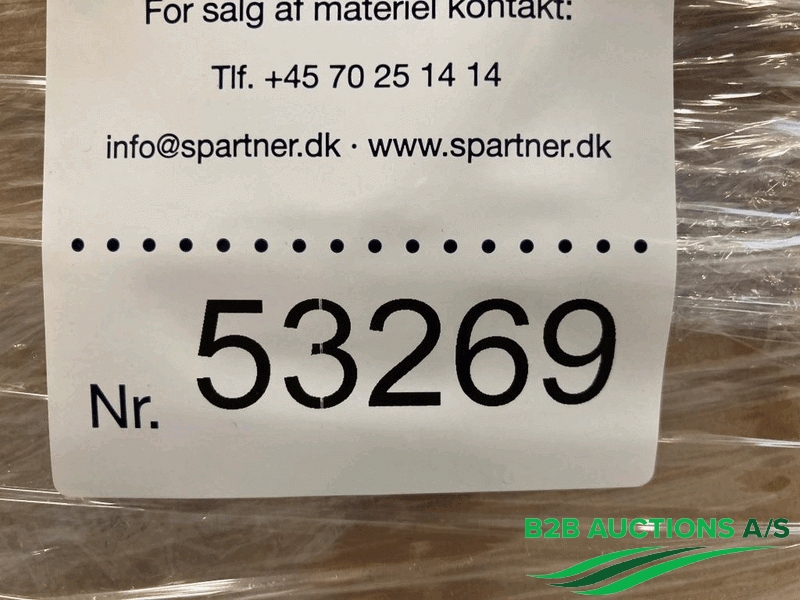 For salg af materiel kontakt:
Tlf. +45 70 25 14 14
info@spartner.dk · www.spartner.dk
Nr. 53269
B2B AUCTIONS A/S